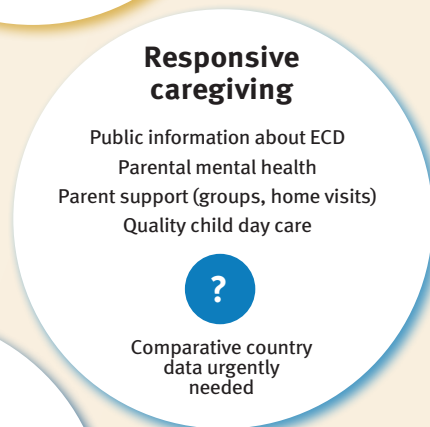 Responsive
caregiving
Public information about ECD
Parental mental health
Parent support (groups, home visits)
Quality child day care
?
Comparative country
data urgently
needed